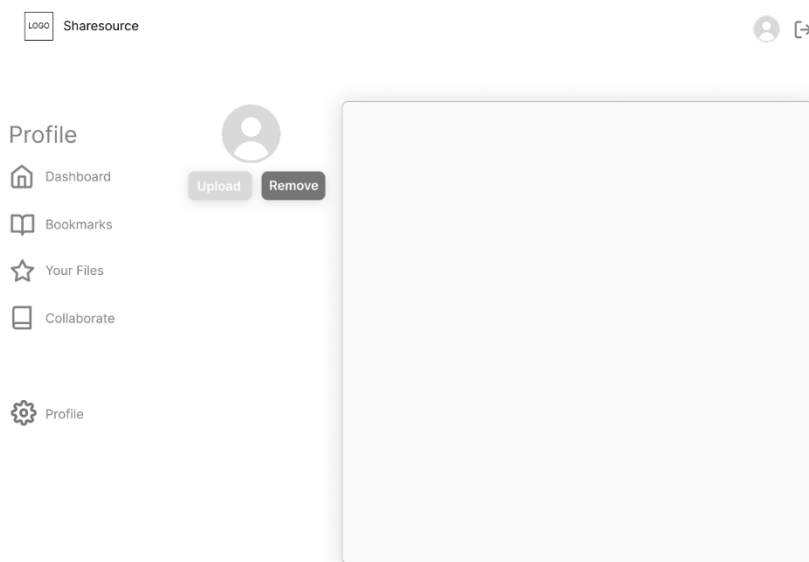 LOGO Sharesource
Profile
Dashboard
Upload Remove
Bookmarks
Your Files
Collaborate
Profile